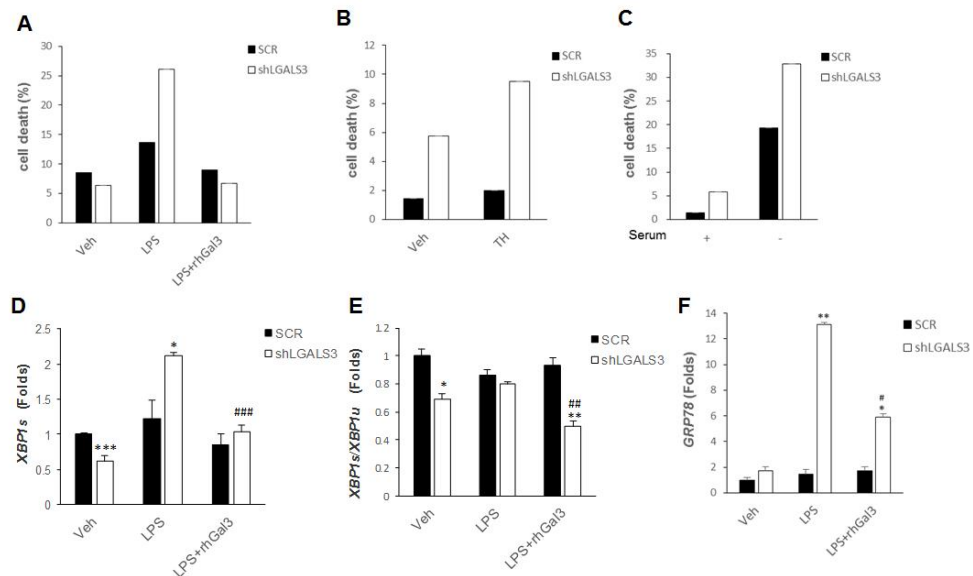 A
30
25
20
15
10
5
0
cell death (%)
SCR
shLGALS3
Veh
LPS
LPS+rhGal3
B
12
10
8
6
4
2
0
cell death (%)
SCR
shLGALS3
Veh
TH
C
35
30
25
20
15
10
5
0
cell death (%)
SCR
shLGALS3
Serum + -
D
2.5
2
1.5
1
0.5
0
XBP1s (Folds)
SCR
shLGALS3
***
*
###
Veh
LPS
LPS+rhGal3
E
1.2
1
0.8
0.6
0.4
0.2
0
XBP1s/XBP1u (Folds)
SCR
shLGALS3
*
##
**
Veh
LPS
LPS+rhGal3
F
14
12
10
8
6
4
2
0
GRP78 (Folds)
SCR
shLGALS3
**
#
*
Veh
LPS
LPS+rhGal3